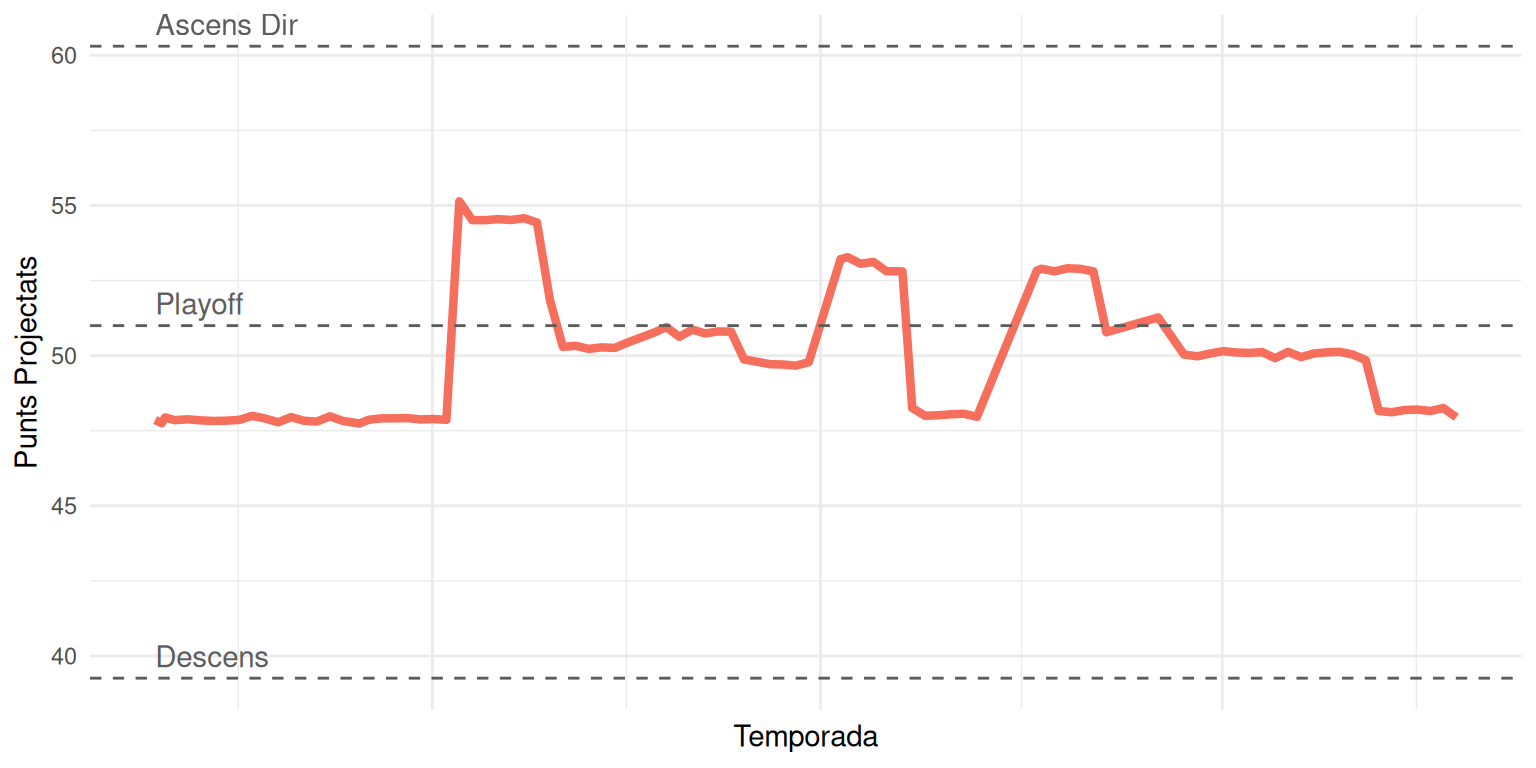 Ascens Dir
60
55
Playoff
50
45
Descens
40
Punts Projectats
Temporada